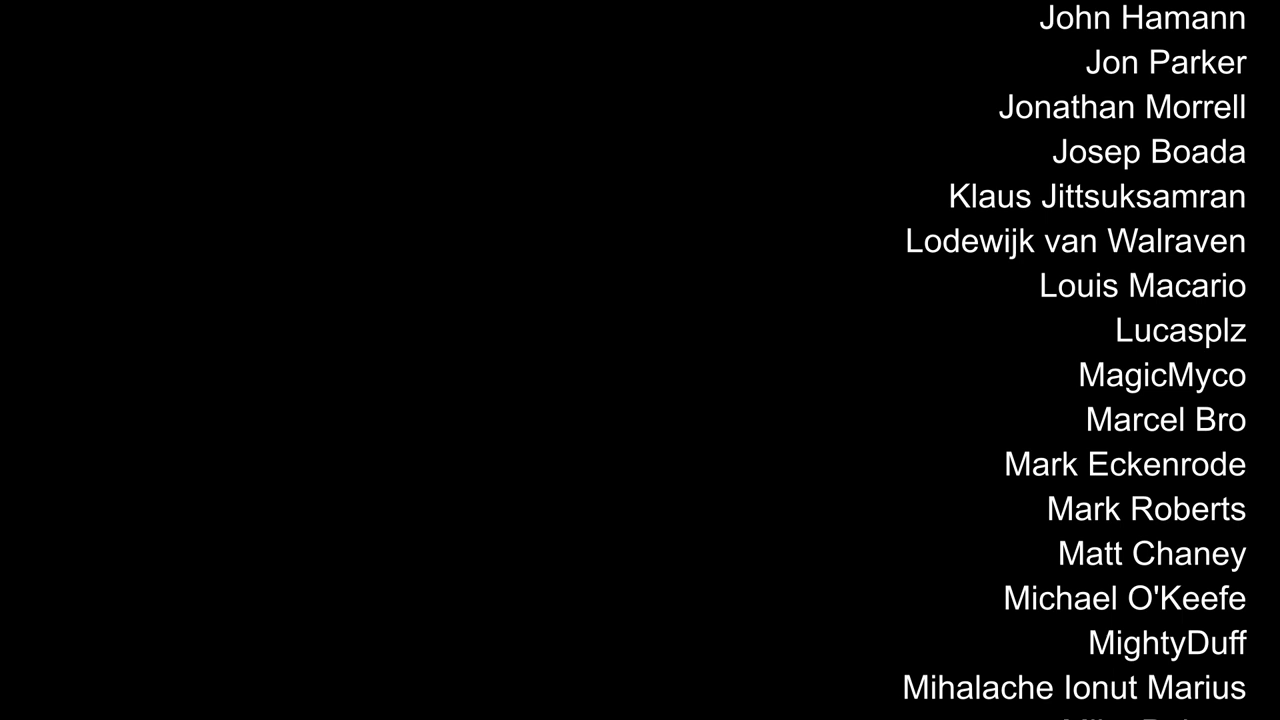 John Hamann
Jon Parker
Jonathan Morrell
Josep Boada
Klaus Jittsuksamran
Lodewijk van Walraven
Louis Macario
Lucasplz
MagicMyco
Marcel Bro
Mark Eckenrode
Mark Roberts
Matt Chaney
Michael O'Keefe
MightyDuff
Mihalache Ionut Marius